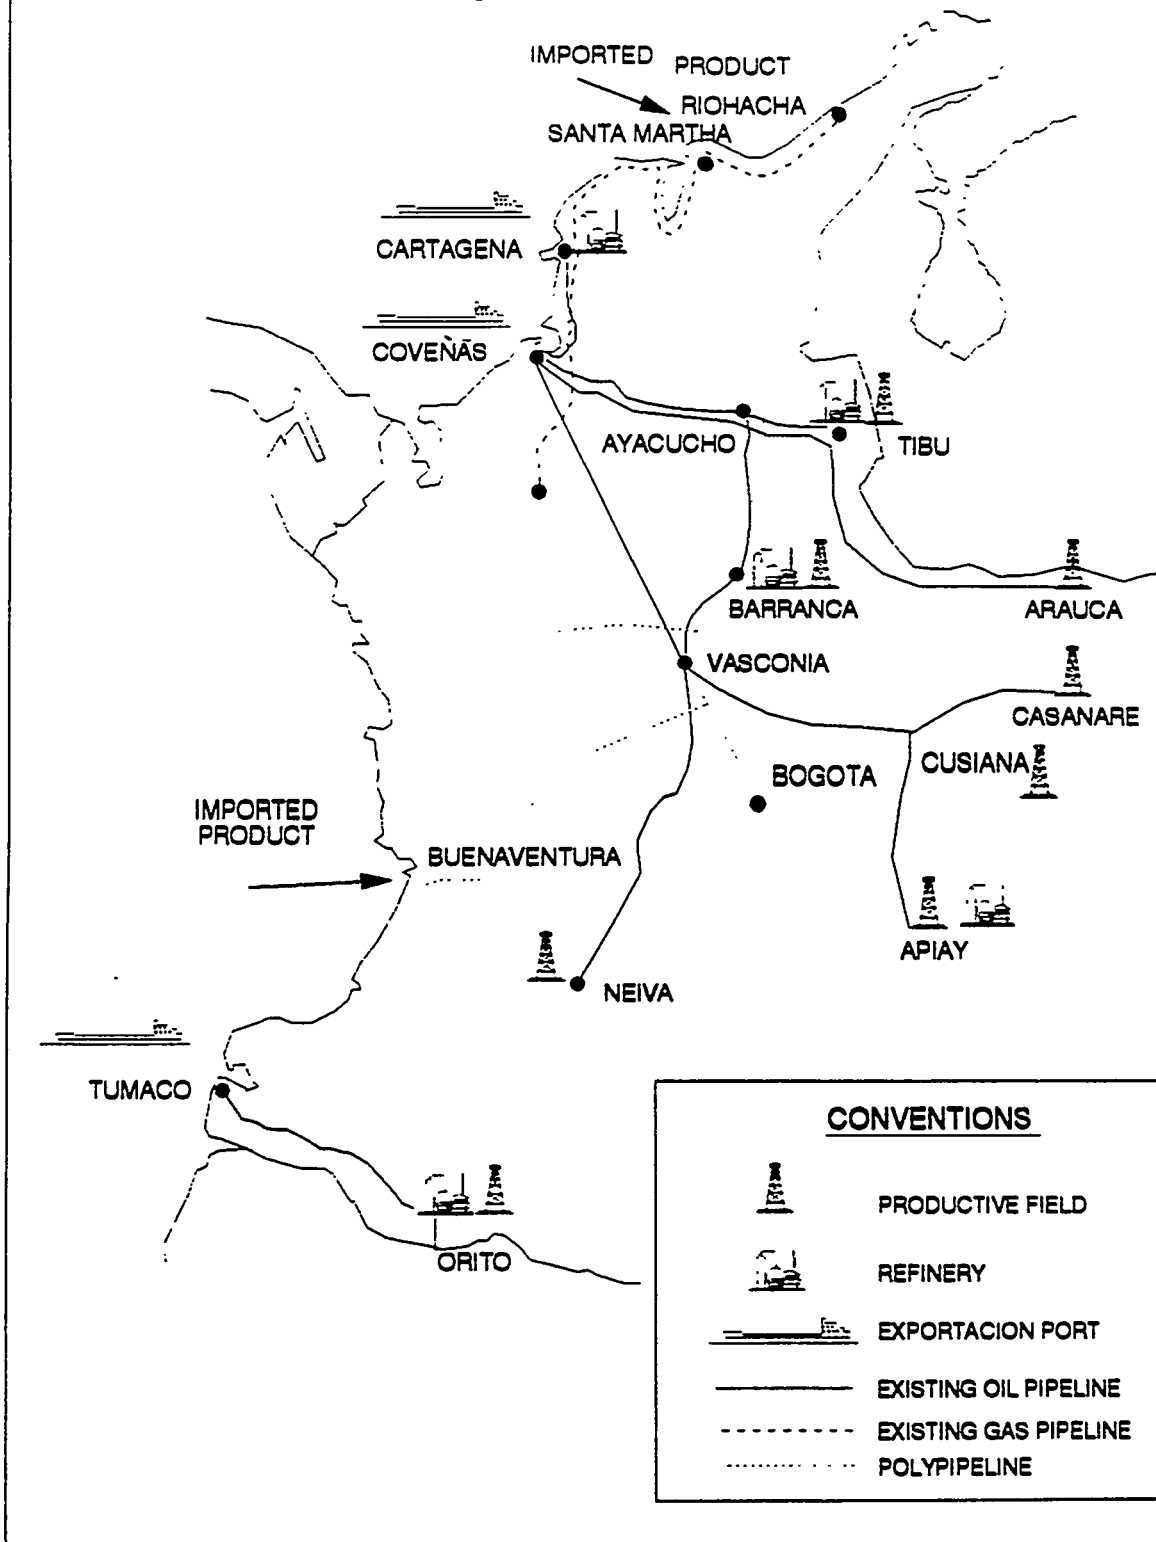 IMPORTED PRODUCT
RIOHACHA
SANTA MARTHA
CARTAGENA
COVEÑAS
AYACUCHO
TIBU
BARRANCA
ARAUCA
VASCONIA
CASANARE
CUSIANA
BOGOTA
IMPORTED
PRODUCT
BUENAVENTURA
APIAY
NEIVA
TUMACO
ORITO
CONVENTIONS
PRODUCTIVE FIELD
REFINERY
EXPORTACION PORT
EXISTING OIL PIPELINE
EXISTING GAS PIPELINE
POLYPIPELINE